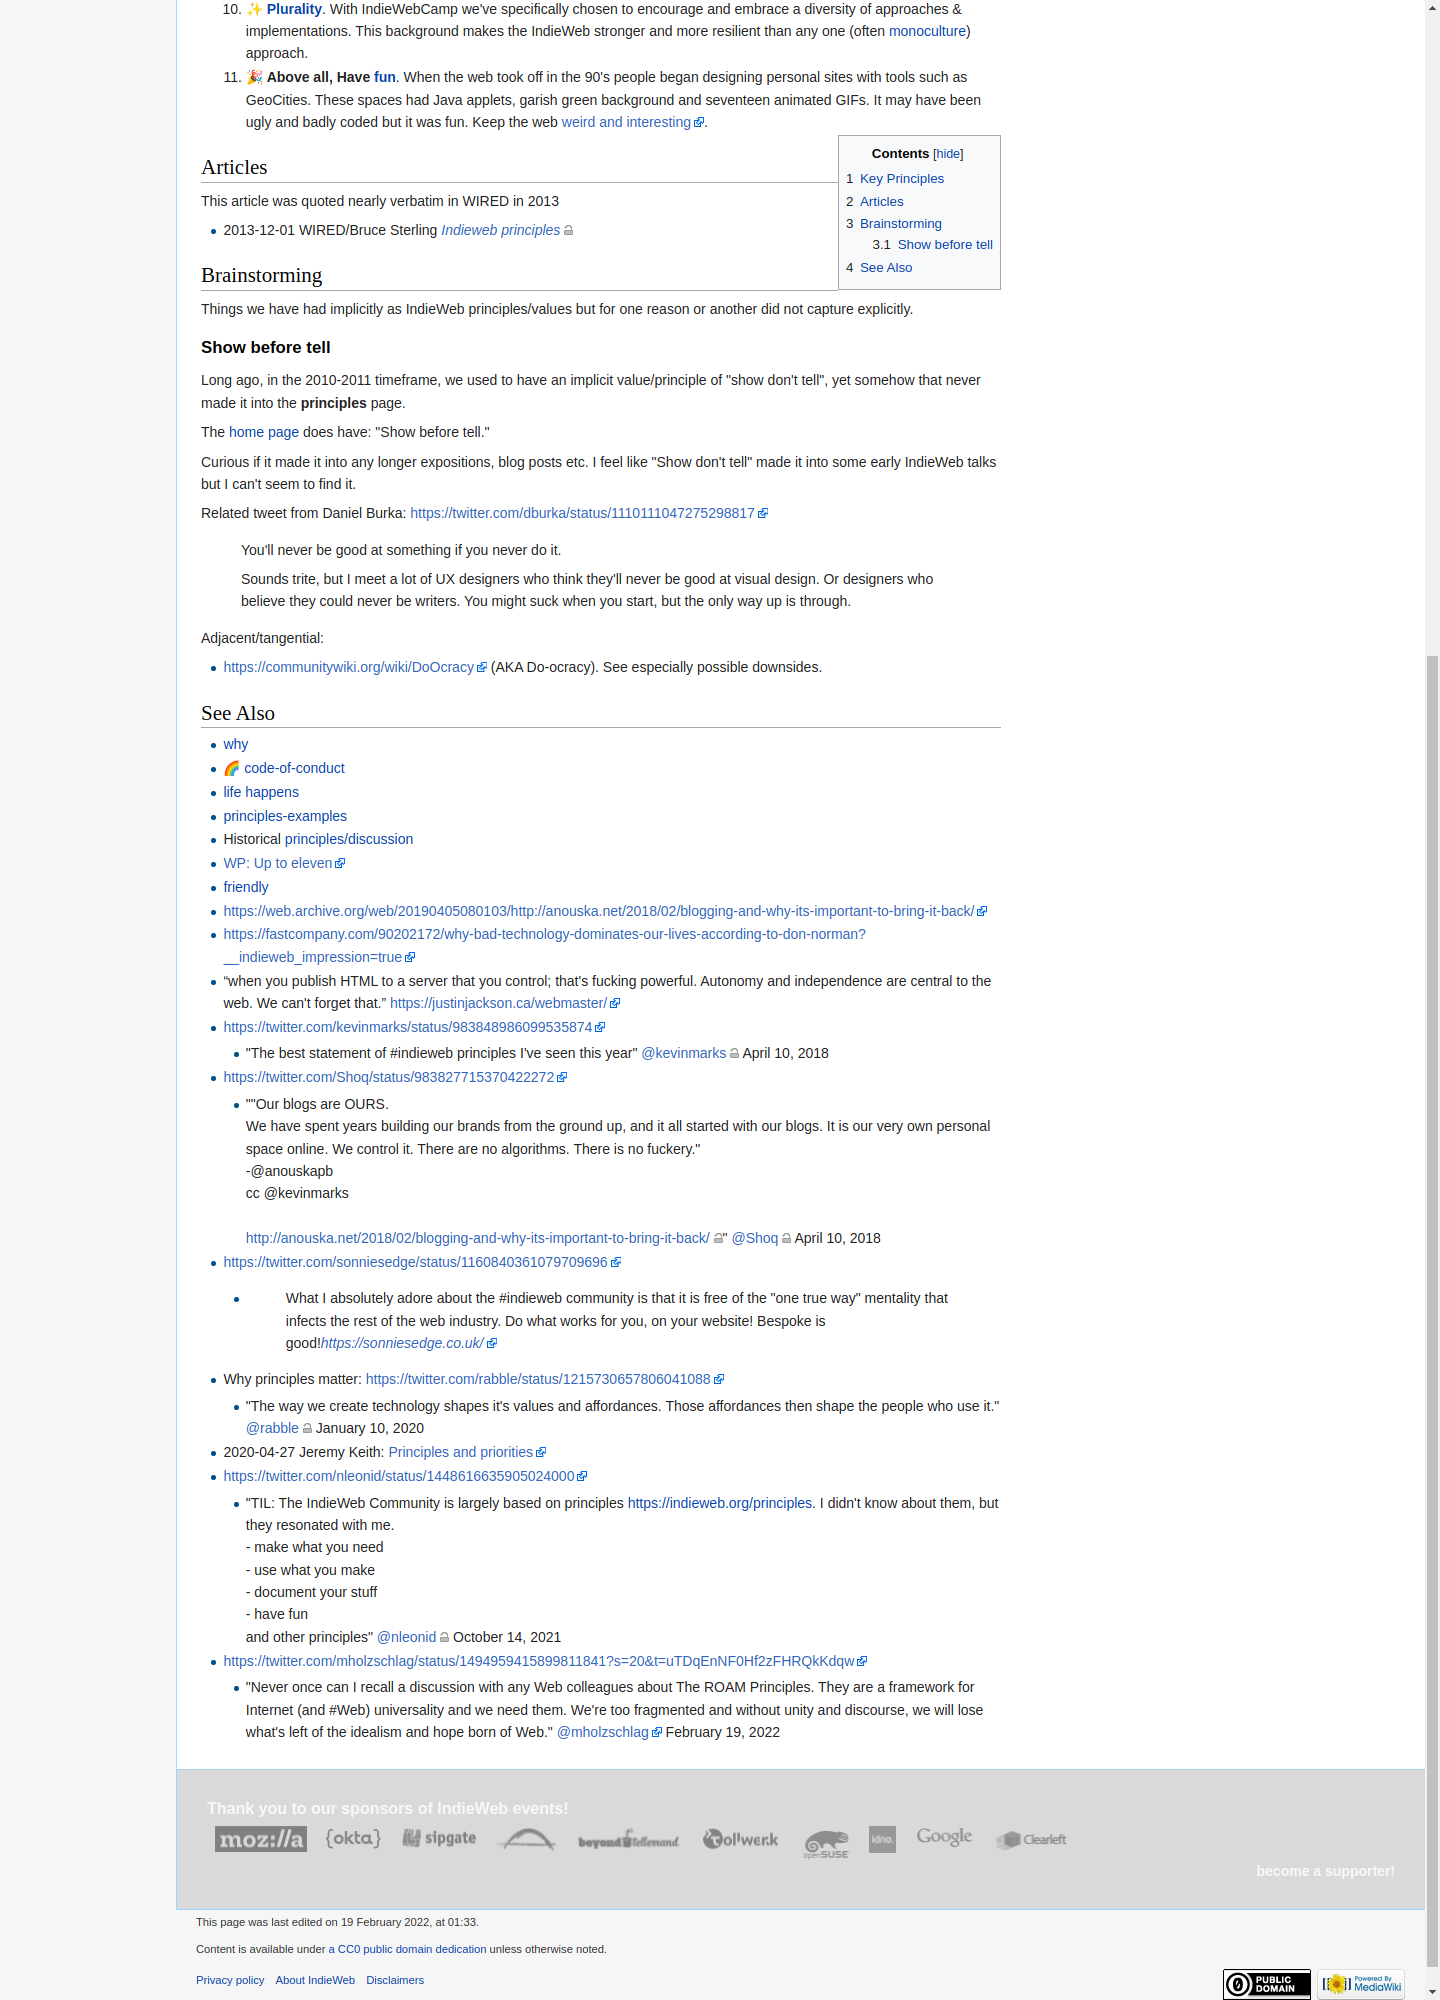 10. ✨ Plurality. With IndieWebCamp we've specifically chosen to encourage and embrace a diversity of approaches &
implementations. This background makes the IndieWeb stronger and more resilient than any one (often monoculture)
approach.
11. 🎉 Above all, Have fun. When the web took off in the 90's people began designing personal sites with tools such as
GeoCities. These spaces had Java applets, garish green background and seventeen animated GIFs. It may have been
ugly and badly coded but it was fun. Keep the web weird and interesting.
Contents [hide]
1 Key Principles
2 Articles
3 Brainstorming
3.1 Show before tell
4 See Also
Articles
This article was quoted nearly verbatim in WIRED in 2013
2013-12-01 WIRED/Bruce Sterling Indieweb principles
Brainstorming
Things we have had implicitly as IndieWeb principles/values but for one reason or another did not capture explicitly.
Show before tell
Long ago, in the 2010-2011 timeframe, we used to have an implicit value/principle of "show don't tell", yet somehow that never
made it into the principles page.
The home page does have: "Show before tell."
Curious if it made it into any longer expositions, blog posts etc. I feel like "Show don't tell" made it into some early IndieWeb talks
but I can't seem to find it.
Related tweet from Daniel Burka: https://twitter.com/dburka/status/1110111047275298817
You'll never be good at something if you never do it.
Sounds trite, but I meet a lot of UX designers who think they'll never be good at visual design. Or designers who
believe they could never be writers. You might suck when you start, but the only way up is through.
Adjacent/tangential:
https://communitywiki.org/wiki/DoOcracy (AKA Do-ocracy). See especially possible downsides.
See Also
why
🌈 code-of-conduct
life happens
principles-examples
Historical principles/discussion
WP: Up to eleven
friendly
https://web.archive.org/web/20190405080103/http://anouska.net/2018/02/blogging-and-why-its-important-to-bring-it-back/
https://fastcompany.com/90202172/why-bad-technology-dominates-our-lives-according-to-don-norman?
__indieweb_impression=true
“when you publish HTML to a server that you control; that's fucking powerful. Autonomy and independence are central to the
web. We can't forget that.” https://justinjackson.ca/webmaster/
https://twitter.com/kevinmarks/status/983848986099535874
"The best statement of #indieweb principles I've seen this year" @kevinmarks April 10, 2018
https://twitter.com/Shoq/status/983827715370422272
""Our blogs are OURS.
We have spent years building our brands from the ground up, and it all started with our blogs. It is our very own personal
space online. We control it. There are no algorithms. There is no fuckery."
-@anouskapb
cc @kevinmarks
http://anouska.net/2018/02/blogging-and-why-its-important-to-bring-it-back/ " @Shoq April 10, 2018
https://twitter.com/sonniesedge/status/1160840361079709696
What I absolutely adore about the #indieweb community is that it is free of the "one true way" mentality that
infects the rest of the web industry. Do what works for you, on your website! Bespoke is
good!https://sonniesedge.co.uk/
Why principles matter: https://twitter.com/rabble/status/1215730657806041088
"The way we create technology shapes it's values and affordances. Those affordances then shape the people who use it."
@rabble January 10, 2020
2020-04-27 Jeremy Keith: Principles and priorities
https://twitter.com/nleonid/status/1448616635905024000
"TIL: The IndieWeb Community is largely based on principles https://indieweb.org/principles. I didn't know about them, but
they resonated with me.
- make what you need
- use what you make
- document your stuff
- have fun
and other principles" @nleonid October 14, 2021
https://twitter.com/mholzschlag/status/1494959415899811841?s=20&t=uTDqEnNF0Hf2zFHRQkKdqw
"Never once can I recall a discussion with any Web colleagues about The ROAM Principles. They are a framework for
Internet (and #Web) universality and we need them. We're too fragmented and without unity and discourse, we will lose
what's left of the idealism and hope born of Web." @mholzschlag February 19, 2022
Thank you to our sponsors of IndieWeb events!
moz://a {okta} sipgate beyond tellerrand tollwerk openSUSE idno. Google Clearleft
become a supporter!
This page was last edited on 19 February 2022, at 01:33.
Content is available under a CC0 public domain dedication unless otherwise noted.
Privacy policy About IndieWeb Disclaimers
PUBLIC DOMAIN
Powered By MediaWiki